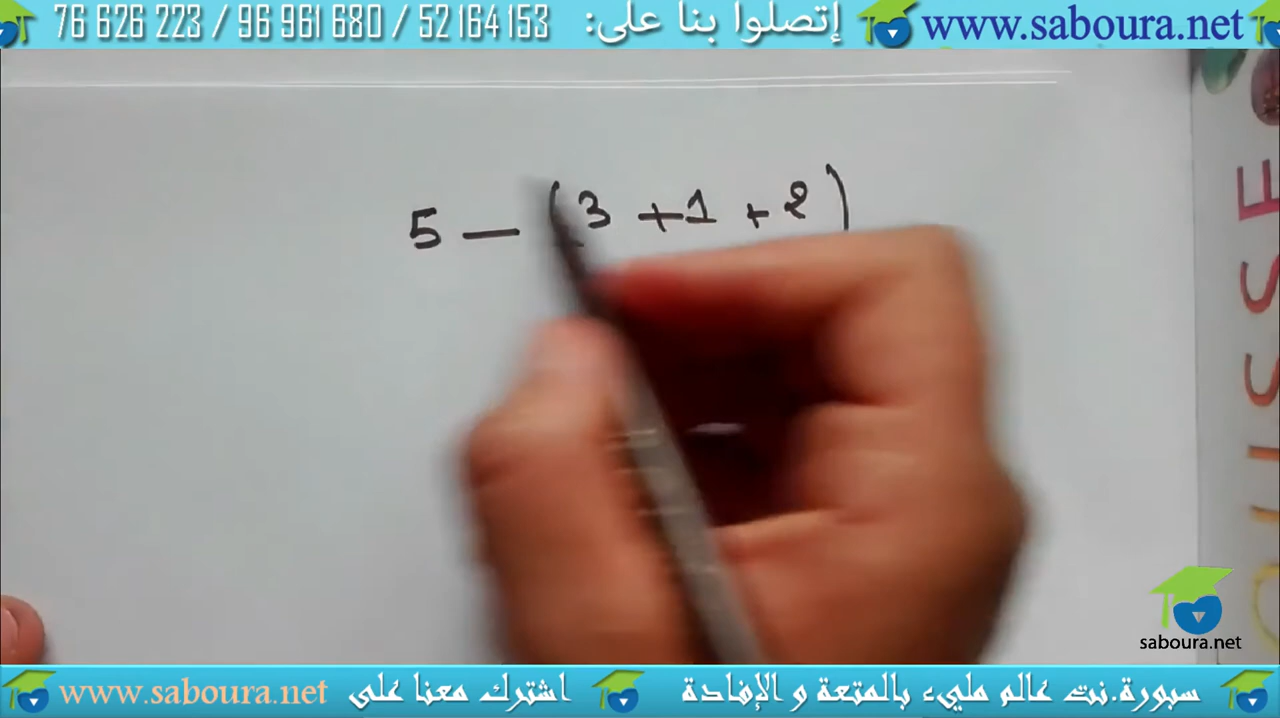 76 626 223 / 96 961 680 / 52 164 153 إتصلوا بنا على: www.saboura.net
5 — (3 + 1 + 2)
OUISSE
saboura.net
www.saboura.net اشترك معنا على سبورة.نت عالم مليء بالمتعة و الإفادة